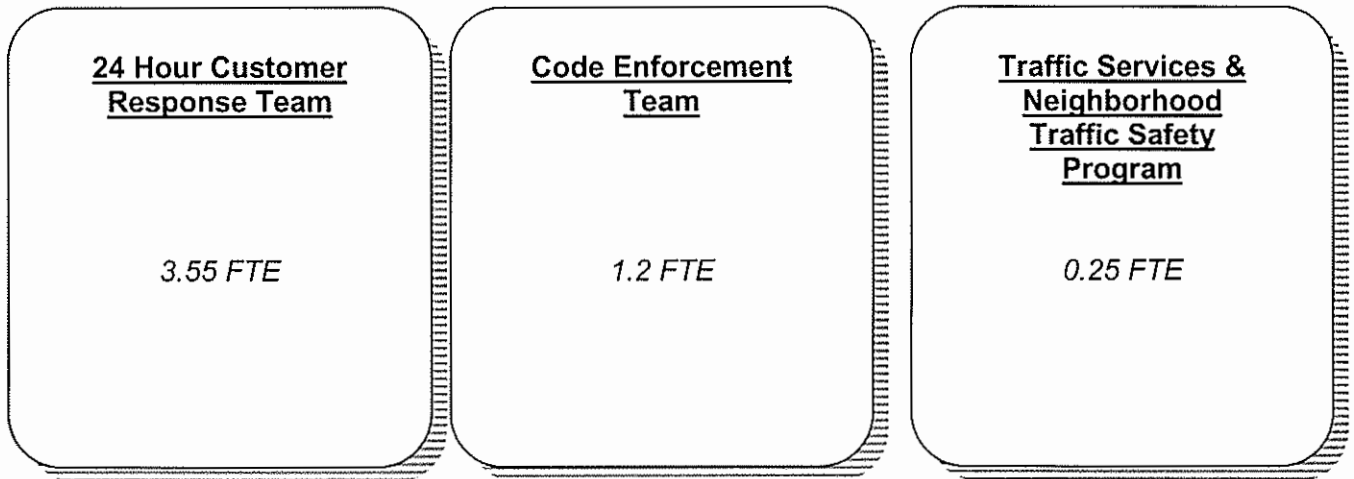 24 Hour Customer
Response Team
3.55 FTE
Code Enforcement
Team
1.2 FTE
Traffic Services &
Neighborhood
Traffic Safety
Program
0.25 FTE